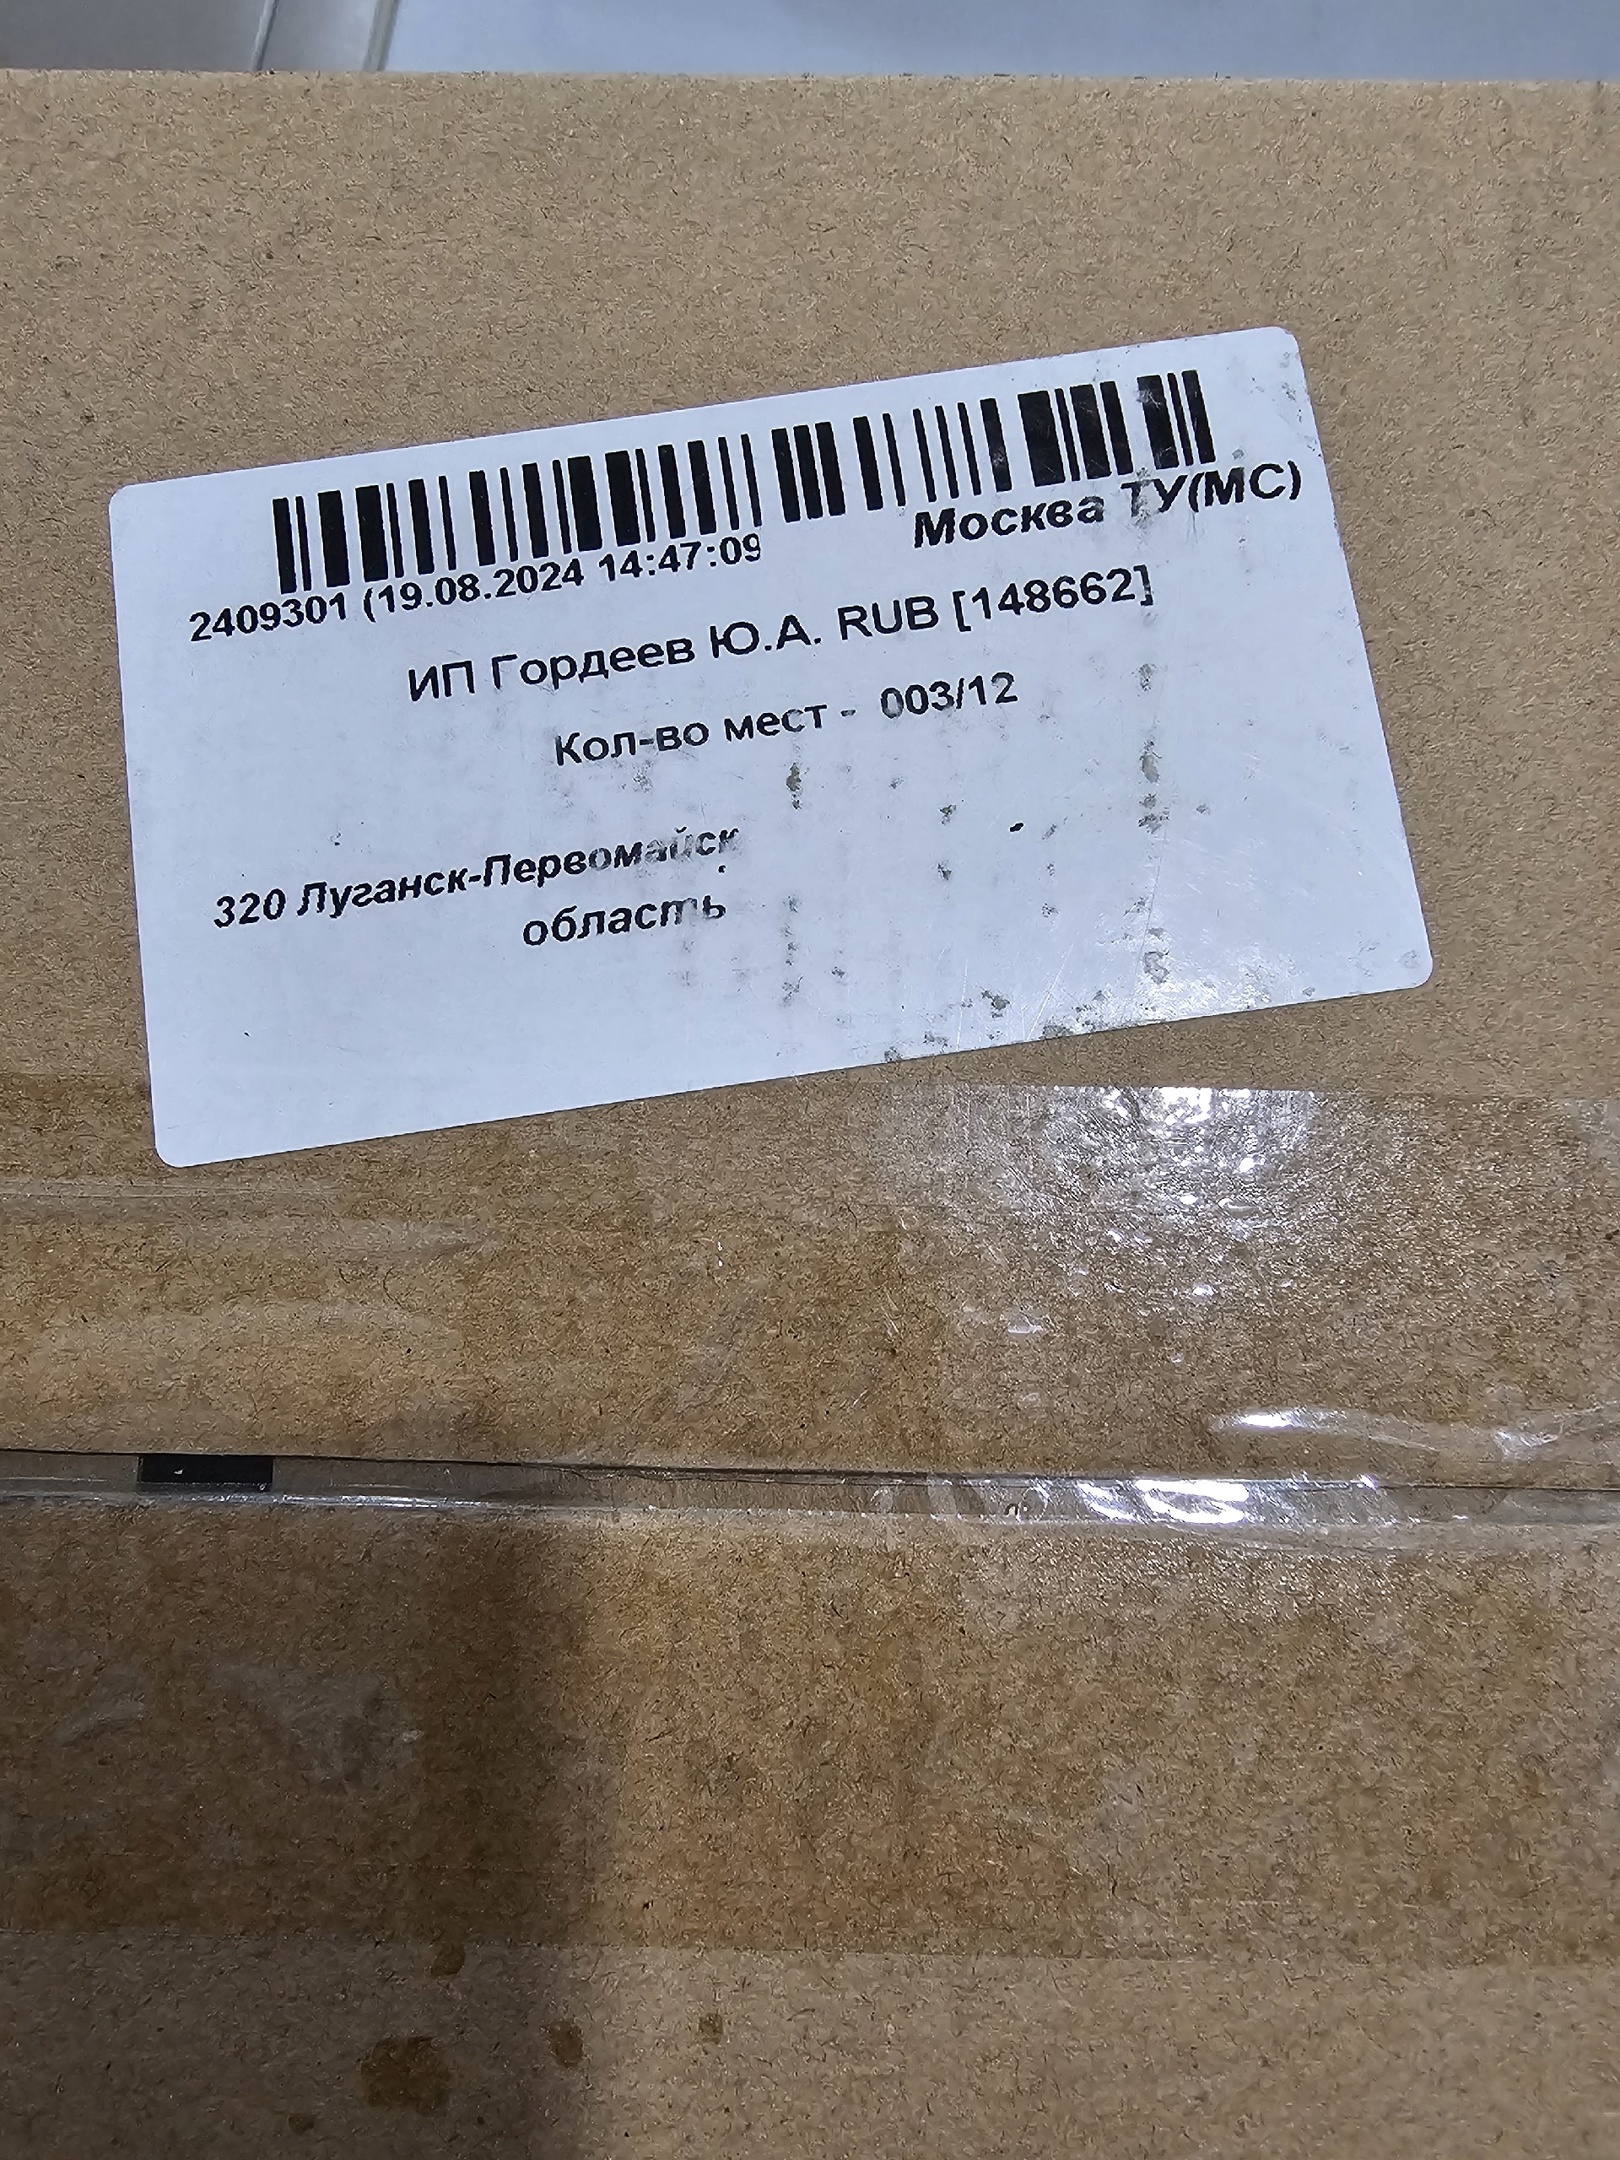 2409301 (19.08.2024 14:47:09
Москва ТУ(МС)
ИП Гордеев Ю.А. RUB [148662]
Кол-во мест - 003/12
320 Луганск-Первомайск
область